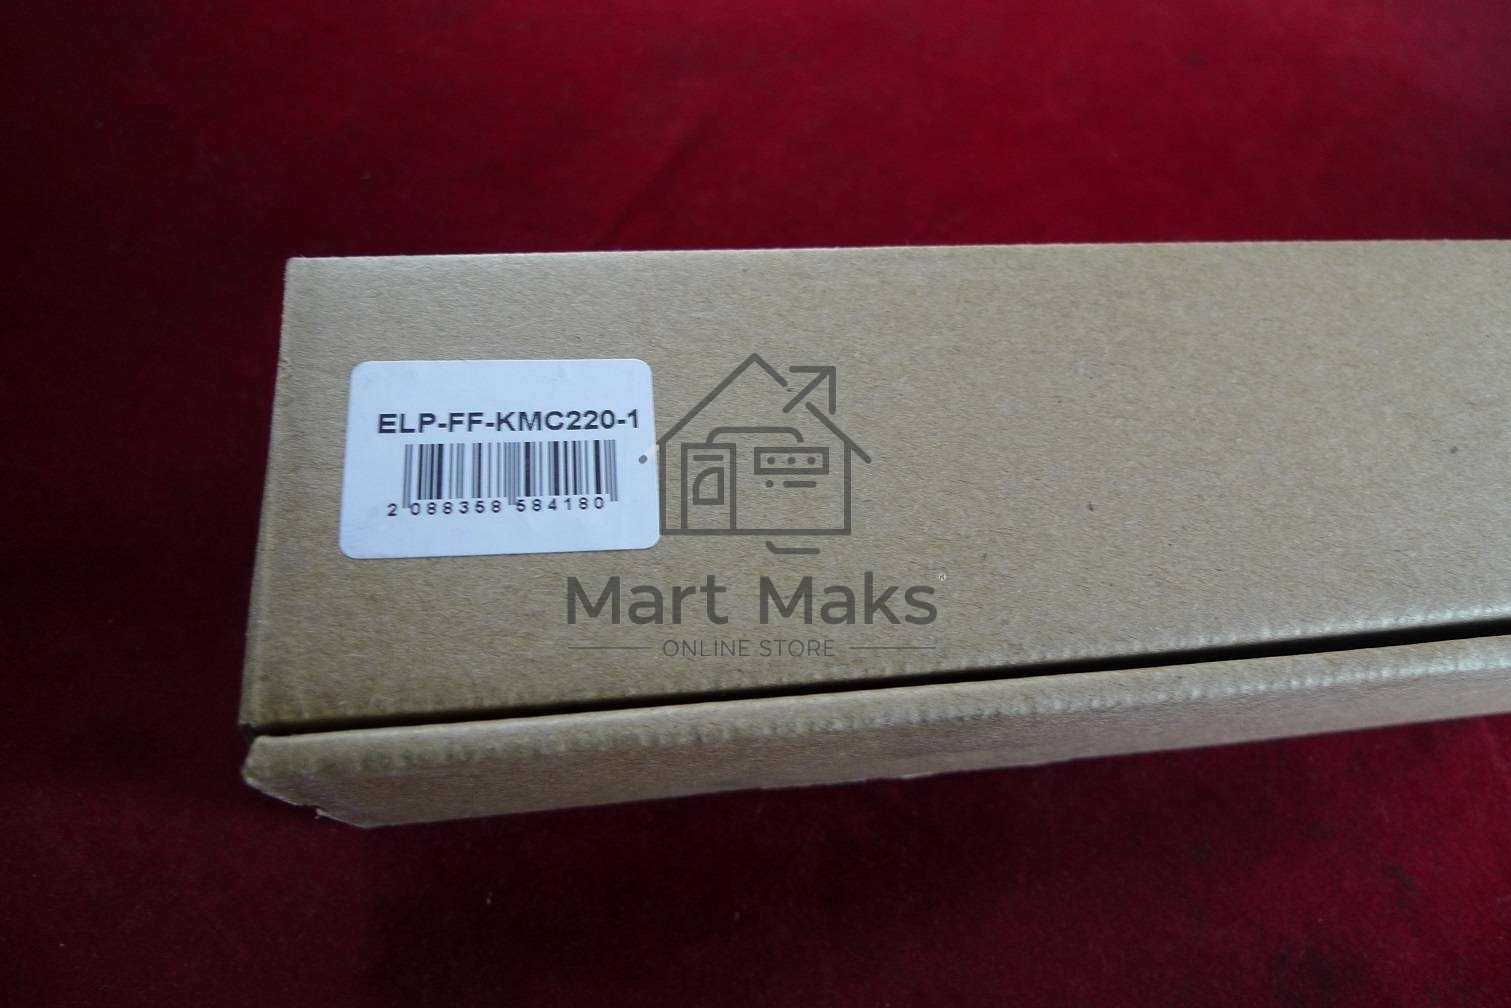 ELP-FF-KMC220-1
2 088358 584180
Mart Maks®
ONLINE STORE